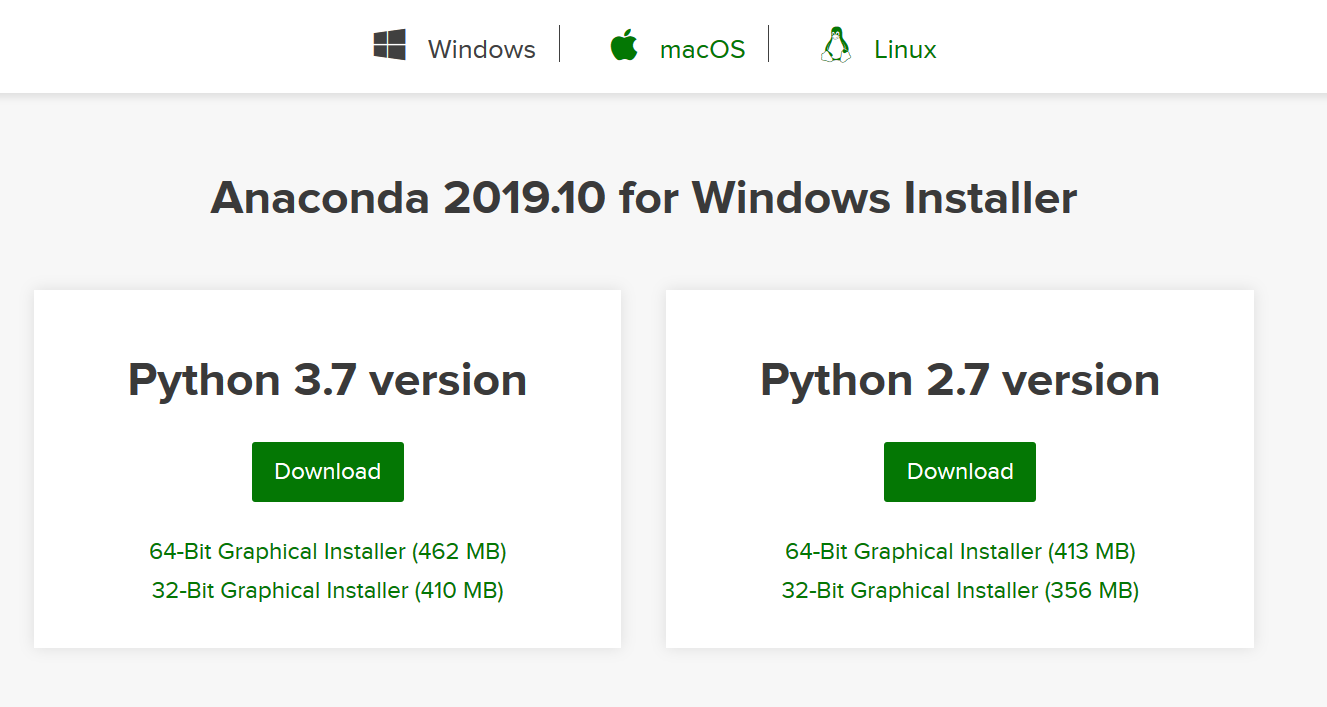 Windows macOS Linux
Anaconda 2019.10 for Windows Installer
Python 3.7 version
Download
64-Bit Graphical Installer (462 MB)
32-Bit Graphical Installer (410 MB)
Python 2.7 version
Download
64-Bit Graphical Installer (413 MB)
32-Bit Graphical Installer (356 MB)